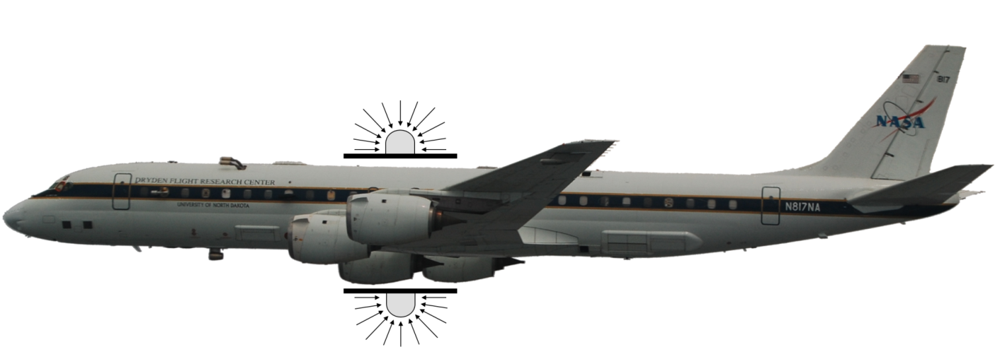 817
NASA
DRYDEN FLIGHT RESEARCH CENTER
UNIVERSITY OF NORTH DAKOTA
N817NA